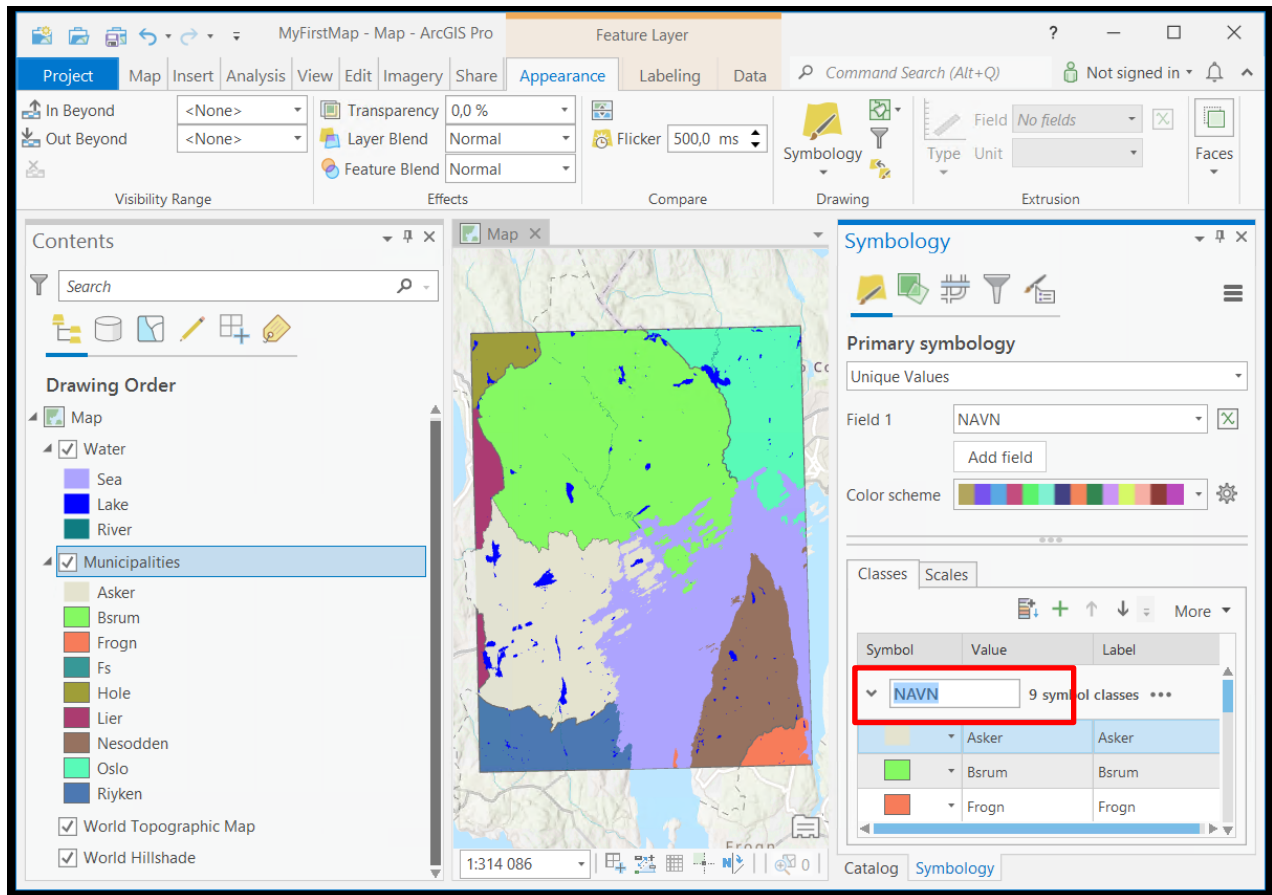 MyFirstMap - Map - ArcGIS Pro
Feature Layer
?
Project Map Insert Analysis View Edit Imagery Share Appearance Labeling Data Command Search (Alt+Q) Not signed in
In Beyond <None> Transparency 0,0 % Field No fields
Out Beyond <None> Layer Blend Normal Flicker 500,0 ms Symbology Type Unit Faces
Feature Blend Normal
Visibility Range Effects Compare Drawing Extrusion
Contents
Search
Drawing Order
Map
Water
Sea
Lake
River
Municipalities
Asker
Bsrum
Frogn
Fs
Hole
Lier
Nesodden
Oslo
Riyken
World Topographic Map
World Hillshade
Map
Frogn
1:314 086
N
0
Symbology
Primary symbology
Unique Values
Field 1 NAVN
Add field
Color scheme
Classes Scales
More
Symbol Value Label
NAVN 9 symbol classes
Asker Asker
Bsrum Bsrum
Frogn Frogn
Catalog Symbology